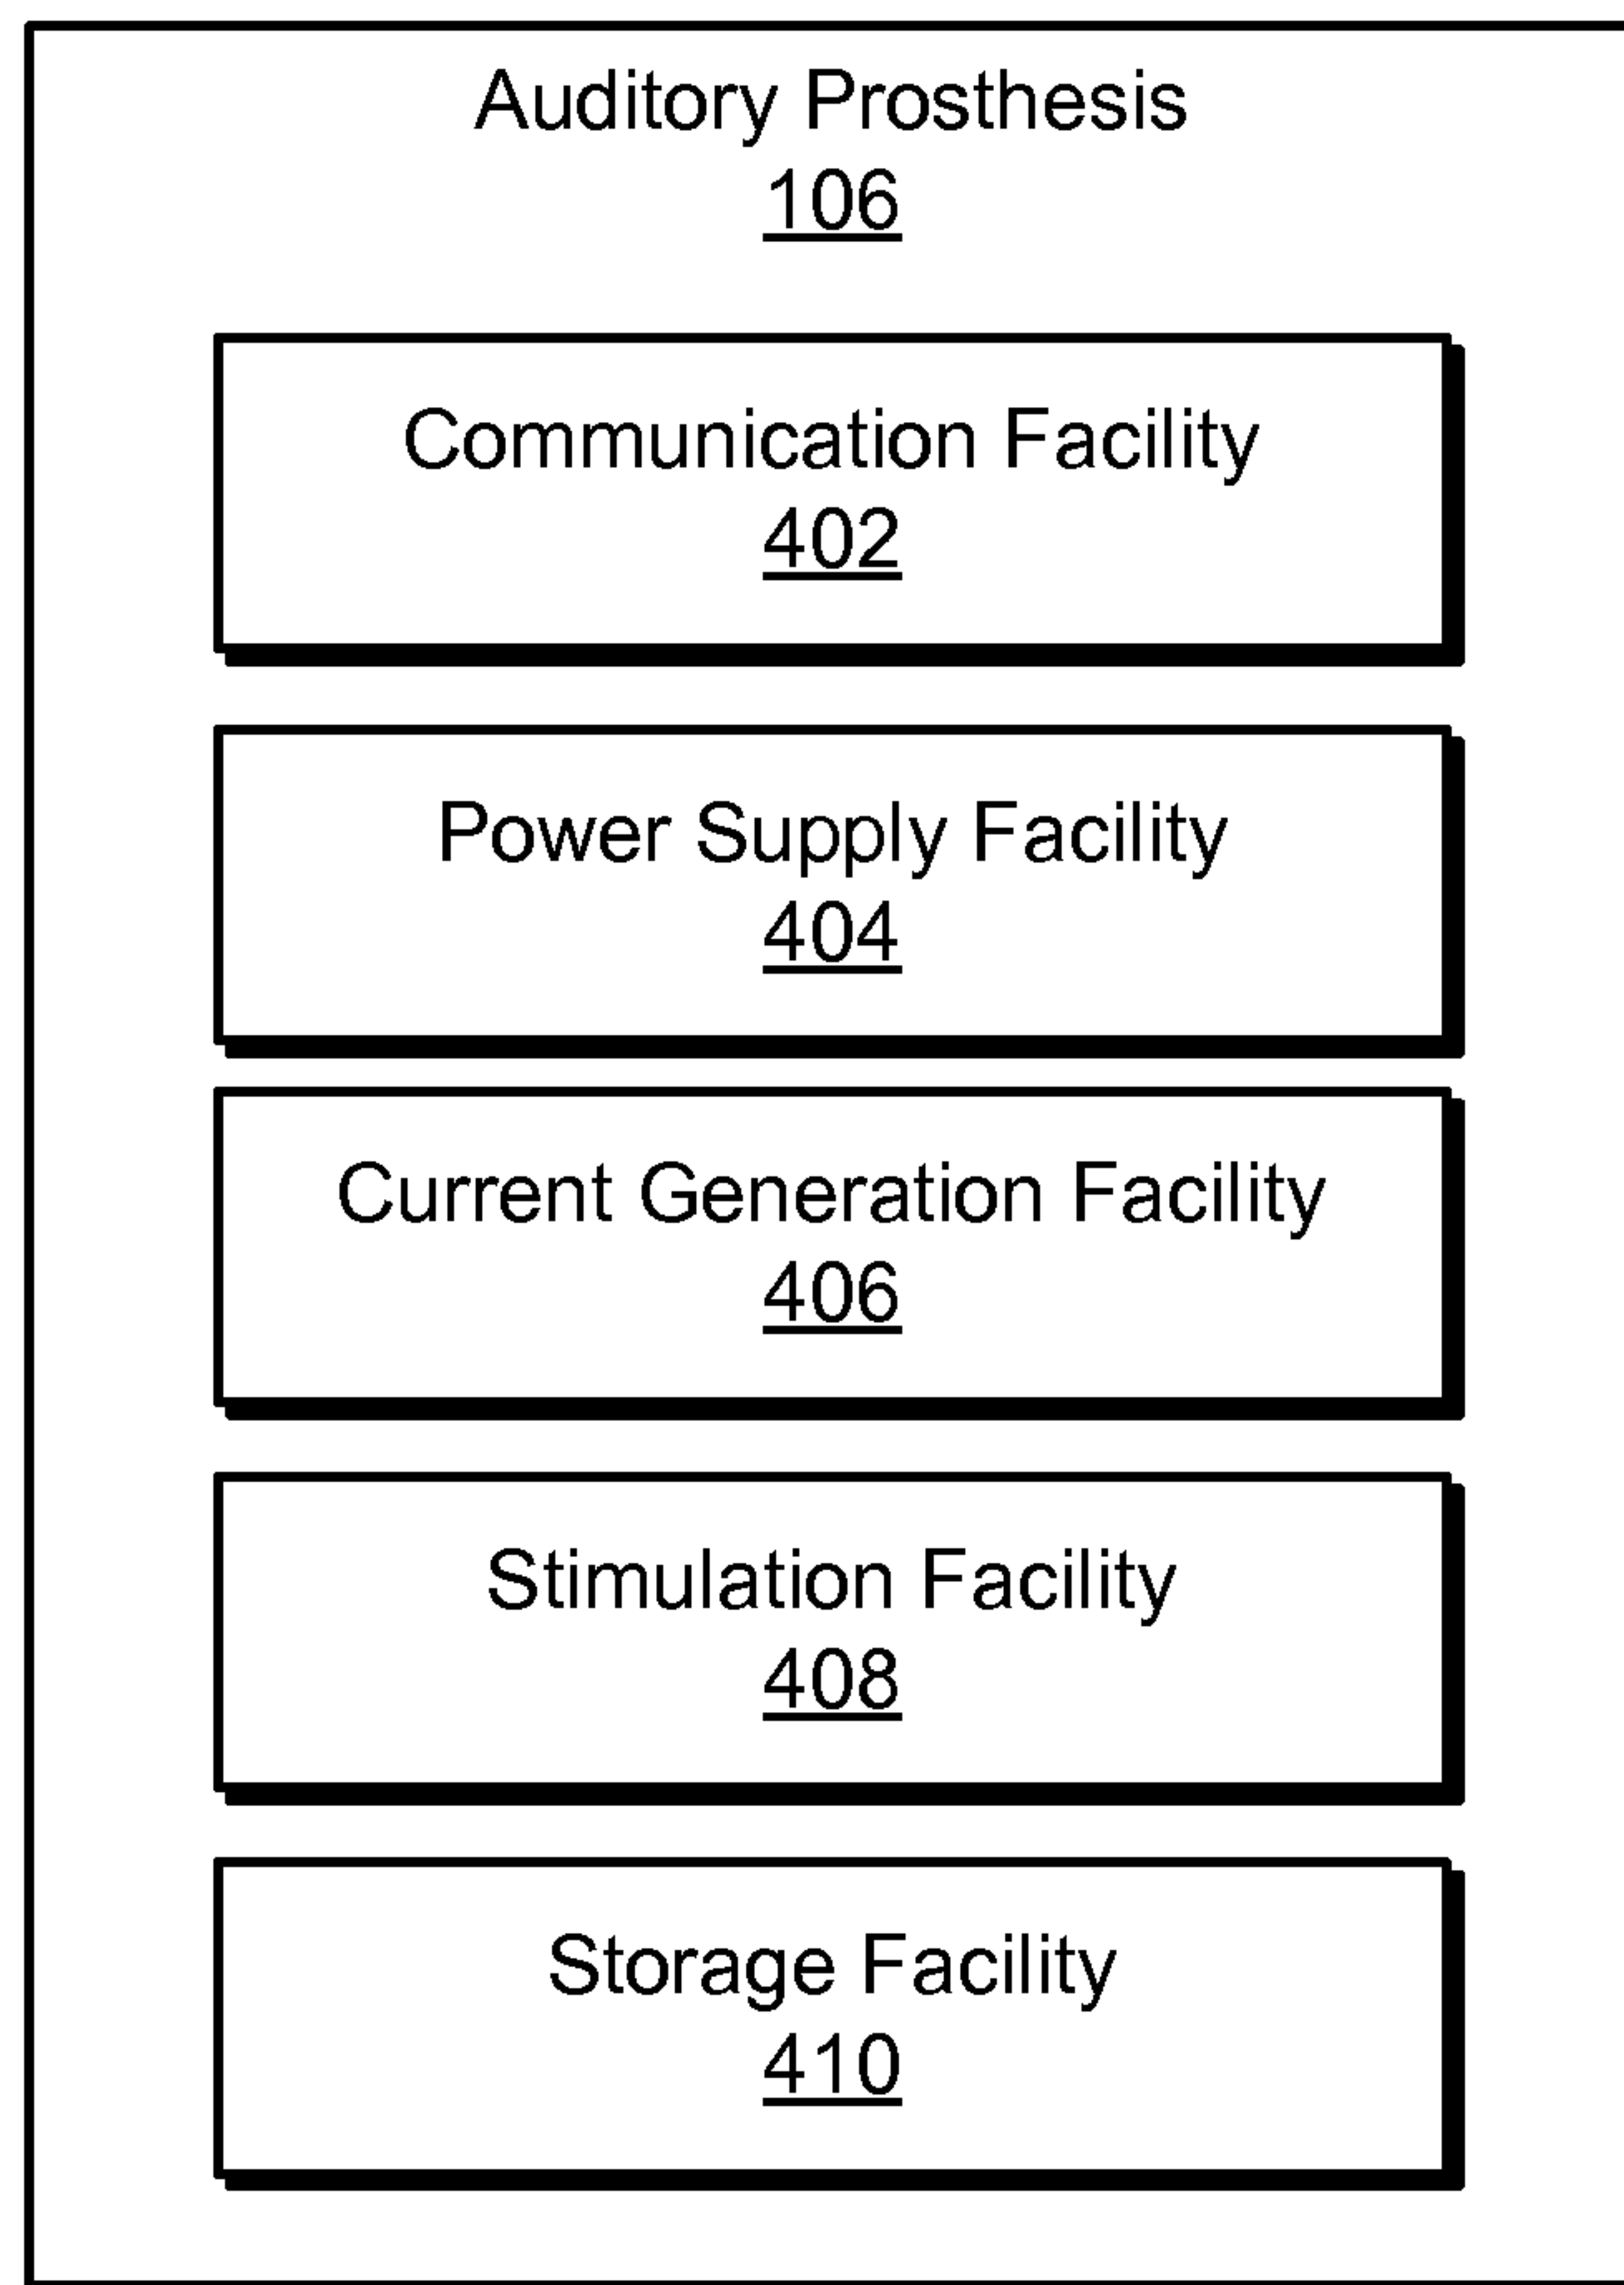 Auditory Prosthesis
106
Communication Facility
402
Power Supply Facility
404
Current Generation Facility
406
Stimulation Facility
408
Storage Facility
410